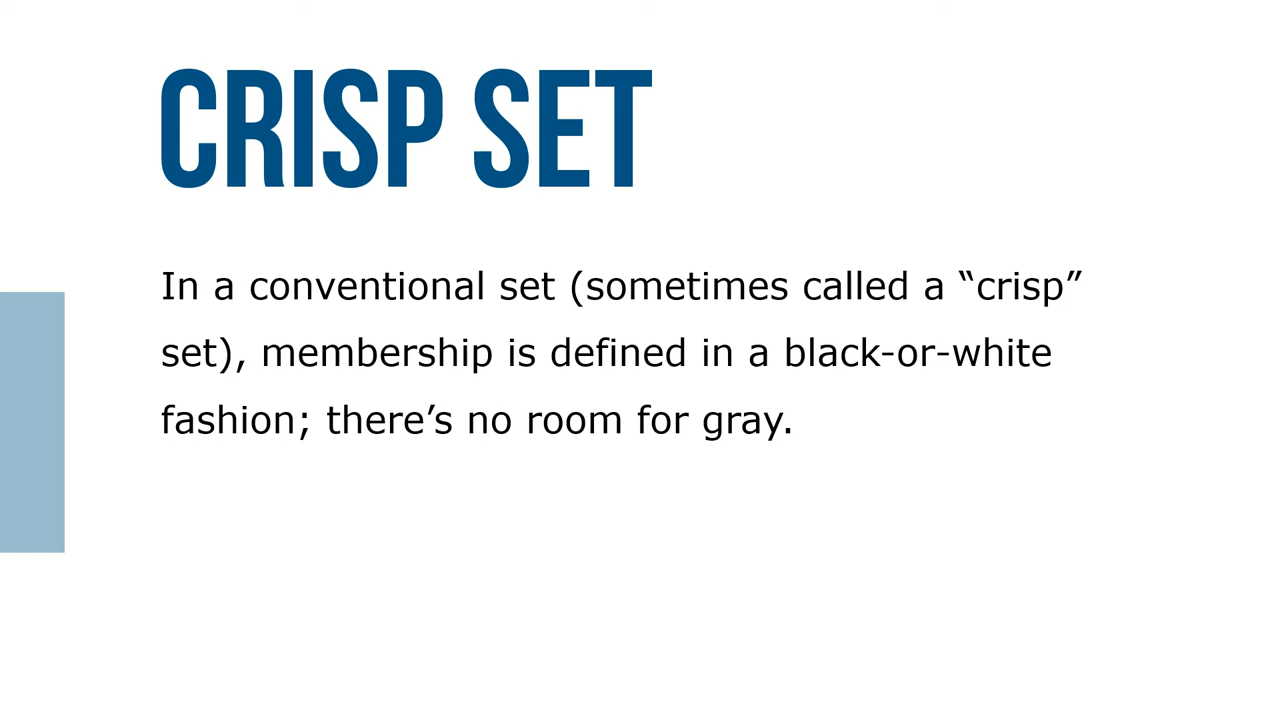 CRISP SET
In a conventional set (sometimes called a “crisp”
set), membership is defined in a black-or-white
fashion; there’s no room for gray.